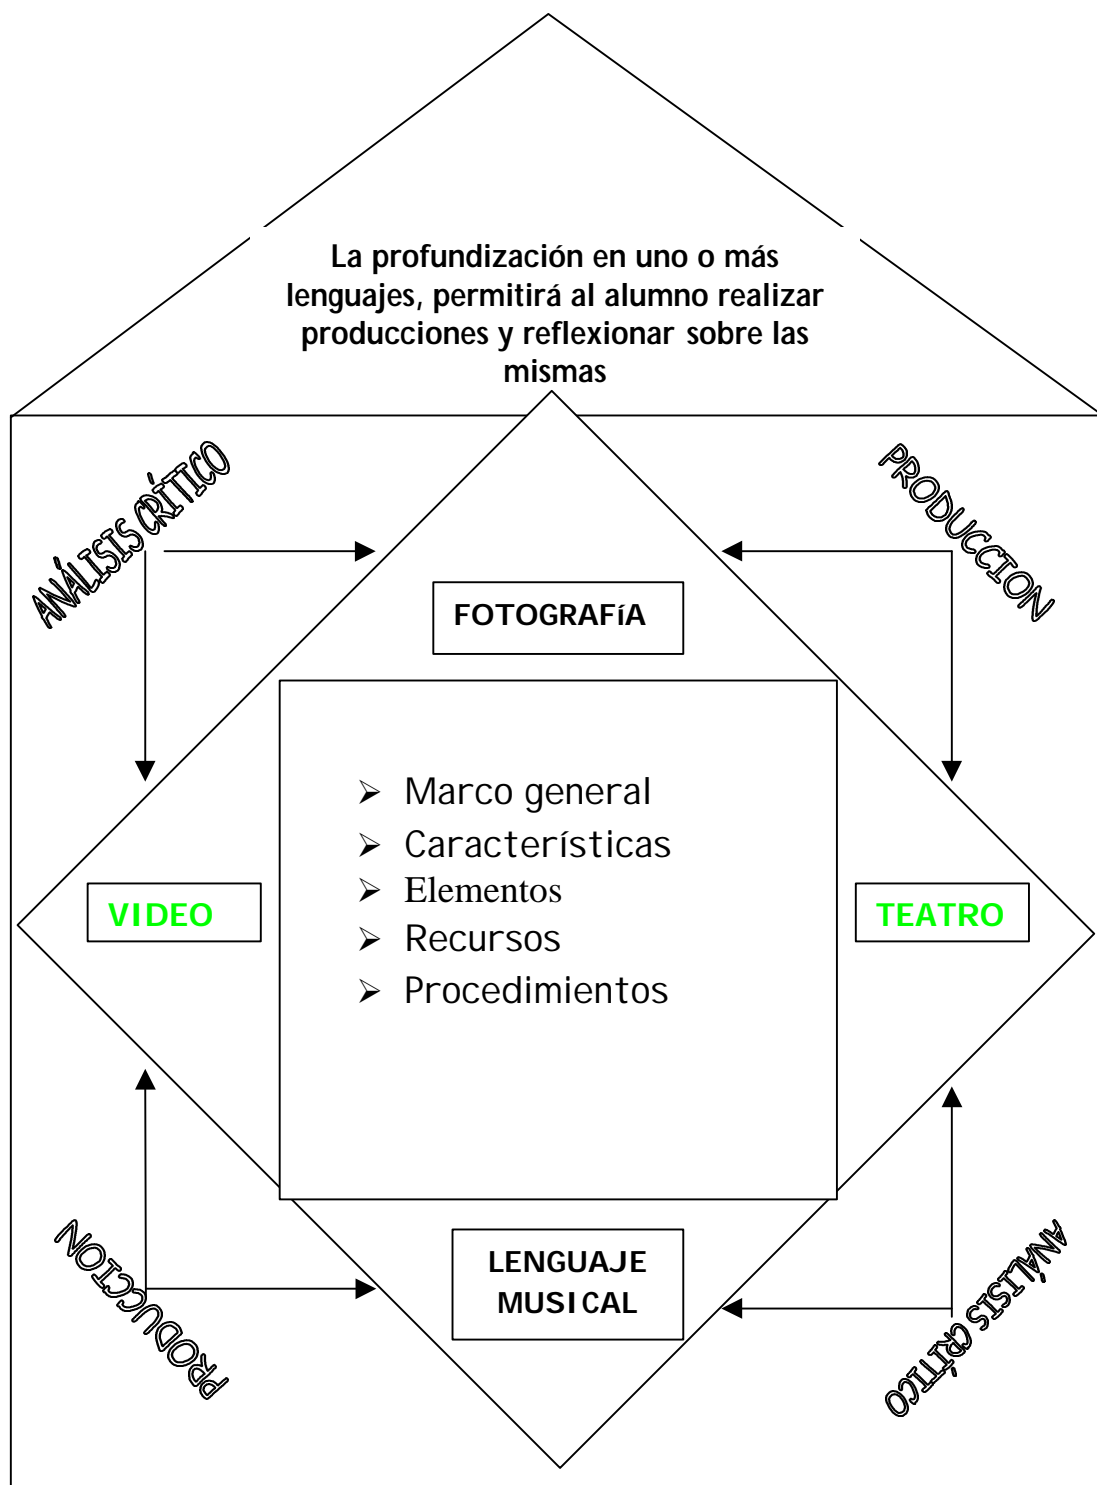 La profundización en uno o más
lenguajes, permitirá al alumno realizar
producciones y reflexionar sobre las
mismas
ANÁLISIS CRÍTICO
PRODUCCION
FOTOGRAFíA
➢ Marco general
➢ Características
➢ Elementos
➢ Recursos
➢ Procedimientos
VIDEO
TEATRO
LENGUAJE
MUSICAL
PRODUCCION
ANÁLISIS CRÍTICO